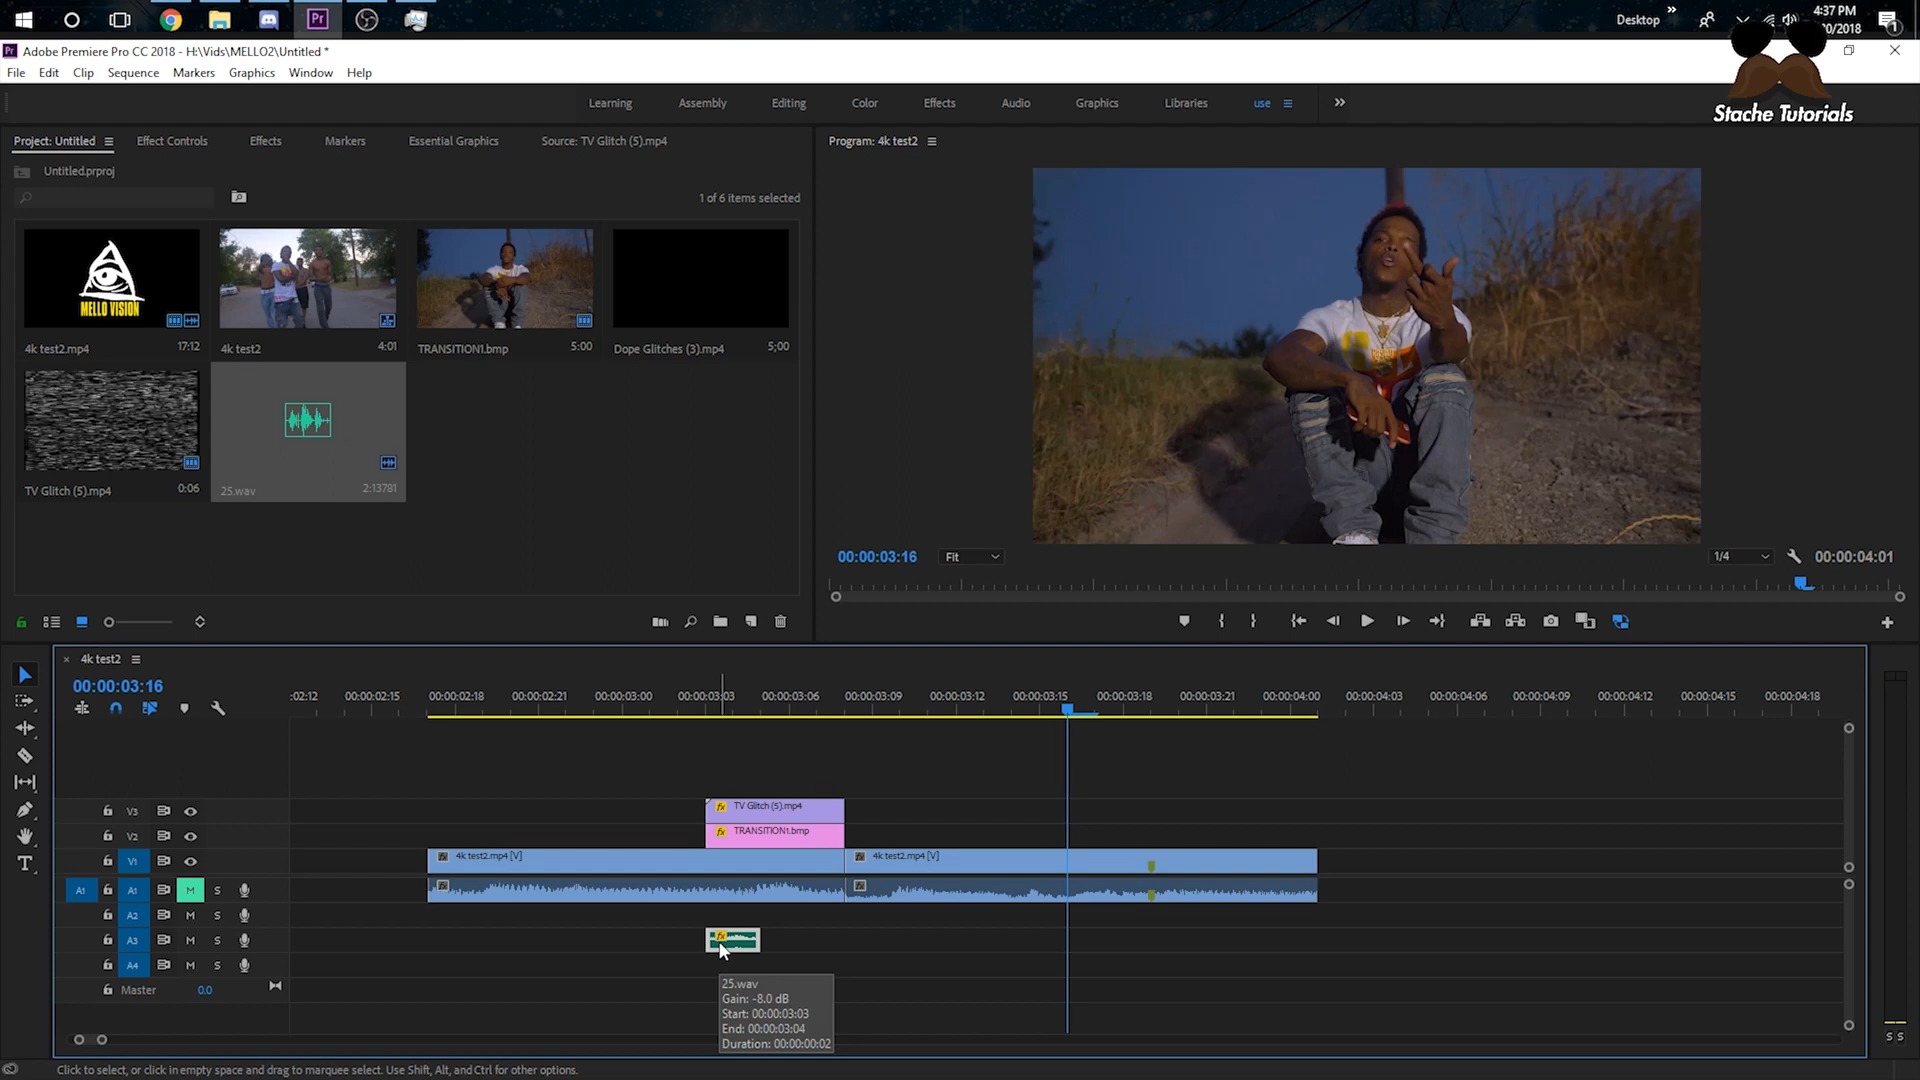 Desktop
4:37 PM
0/2018
Adobe Premiere Pro CC 2018 - H:\Vids\MELLO2\Untitled *
File Edit Clip Sequence Markers Graphics Window Help
Stache Tutorials
Learning Assembly Editing Color Effects Audio Graphics Libraries use
Project: Untitled Effect Controls Effects Markers Essential Graphics Source: TV Glitch (5).mp4
Program: 4k test2
Untitled.prproj
1 of 6 items selected
MELLO VISION
4k test2.mp4 17:12
4k test2 4:01
TRANSITION1.bmp 5:00
Dope Glitches (3).mp4 5;00
TV Glitch (5).mp4 0:06
25.wav 2:13781
00:00:03:16 Fit 1/4 00:00:04:01
4k test2
00:00:03:16
:02:12 00:00:02:15 00:00:02:18 00:00:02:21 00:00:03:00 00:00:03:03 00:00:03:06 00:00:03:09 00:00:03:12 00:00:03:15 00:00:03:18 00:00:03:21 00:00:04:00 00:00:04:03 00:00:04:06 00:00:04:09 00:00:04:12 00:00:04:15 00:00:04:18
V3 fx TV Glitch (5).mp4
V2 fx TRANSITION1.bmp
V1 fx 4k test2.mp4 [V] fx 4k test2.mp4 [V]
A1 A1 M S fx fx
A2 M S
A3 M S fx
A4 M S
Master 0.0
25.wav
Gain: -8.0 dB
Start: 00:00:03:03
End: 00:00:03:04
Duration: 00:00:00:02
S S
Click to select, or click in empty space and drag to marquee select. Use Shift, Alt, and Ctrl for other options.